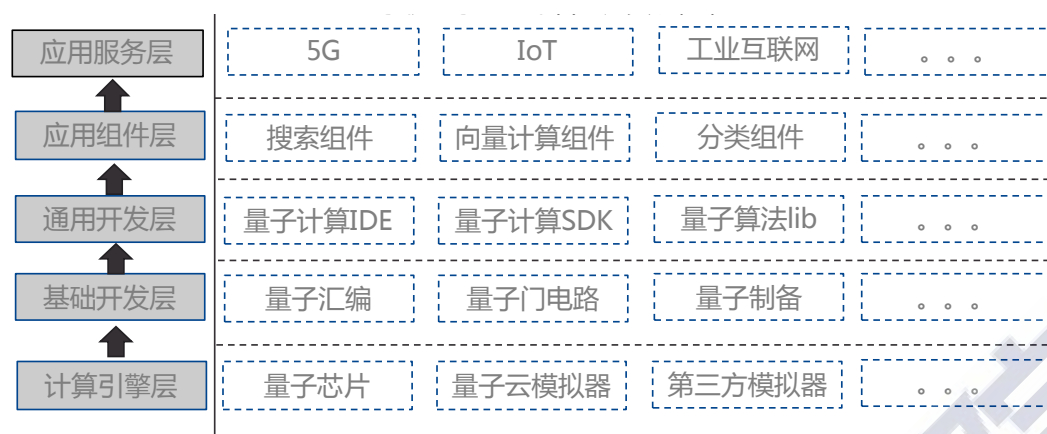 应用服务层 5G IoT 工业互联网 。。。
应用组件层 搜索组件 向量计算组件 分类组件 。。。
通用开发层 量子计算IDE 量子计算SDK 量子算法lib 。。。
基础开发层 量子汇编 量子门电路 量子制备 。。。
计算引擎层 量子芯片 量子云模拟器 第三方模拟器 。。。